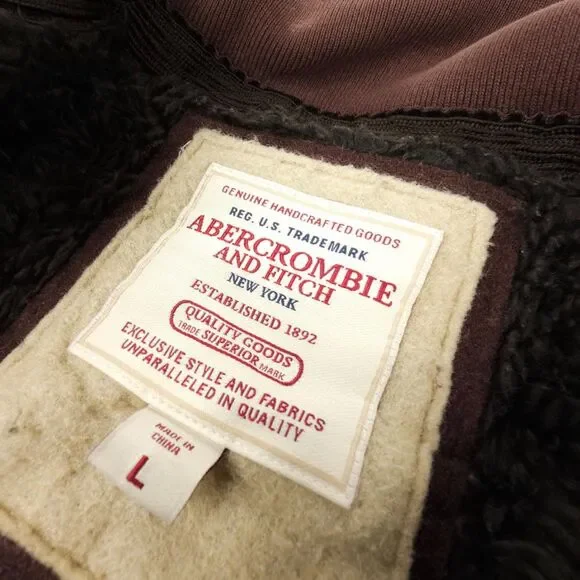 GENUINE HANDCRAFTED GOODS
REG. U.S. TRADEMARK
ABERCROMBIE
AND FITCH
NEW YORK
ESTABLISHED 1892
QUALITY GOODS
TRADE SUPERIOR MARK
EXCLUSIVE STYLE AND FABRICS
UNPARALLELED IN QUALITY
MADE IN
CHINA
L